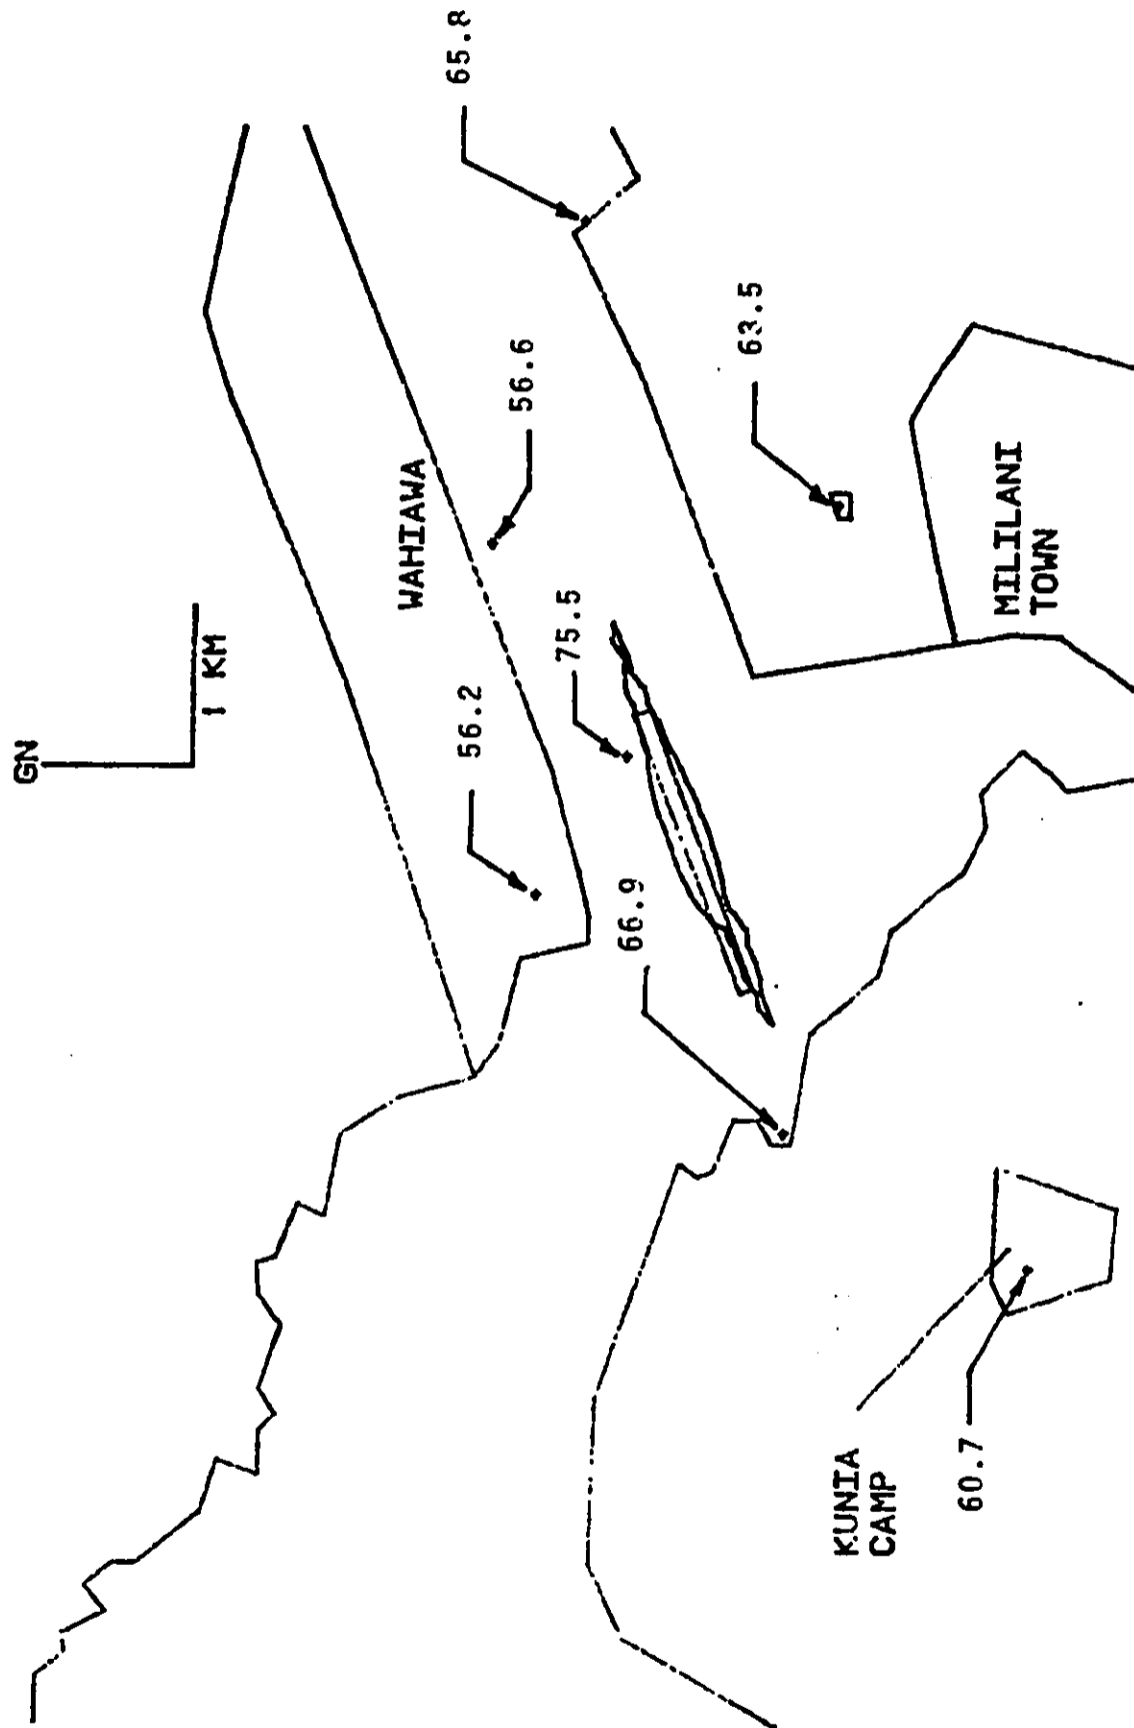 GN
1 KM
65.8
56.6
WAHIAWA
63.5
56.2
75.5
MILILANI
TOWN
66.9
KUNIA
CAMP
60.7